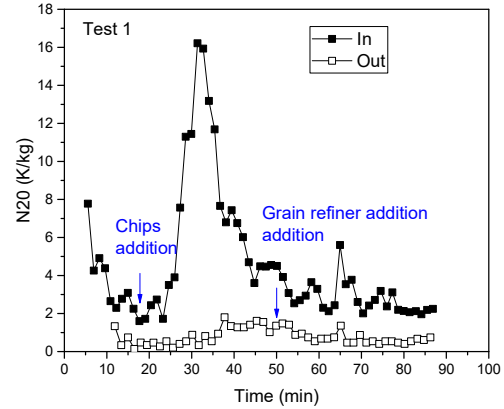 Test 1
In
Out
Chips
addition
Grain refiner addition
addition
N20 (K/kg)
18
16
14
12
10
8
6
4
2
0
0 10 20 30 40 50 60 70 80 90 100
Time (min)